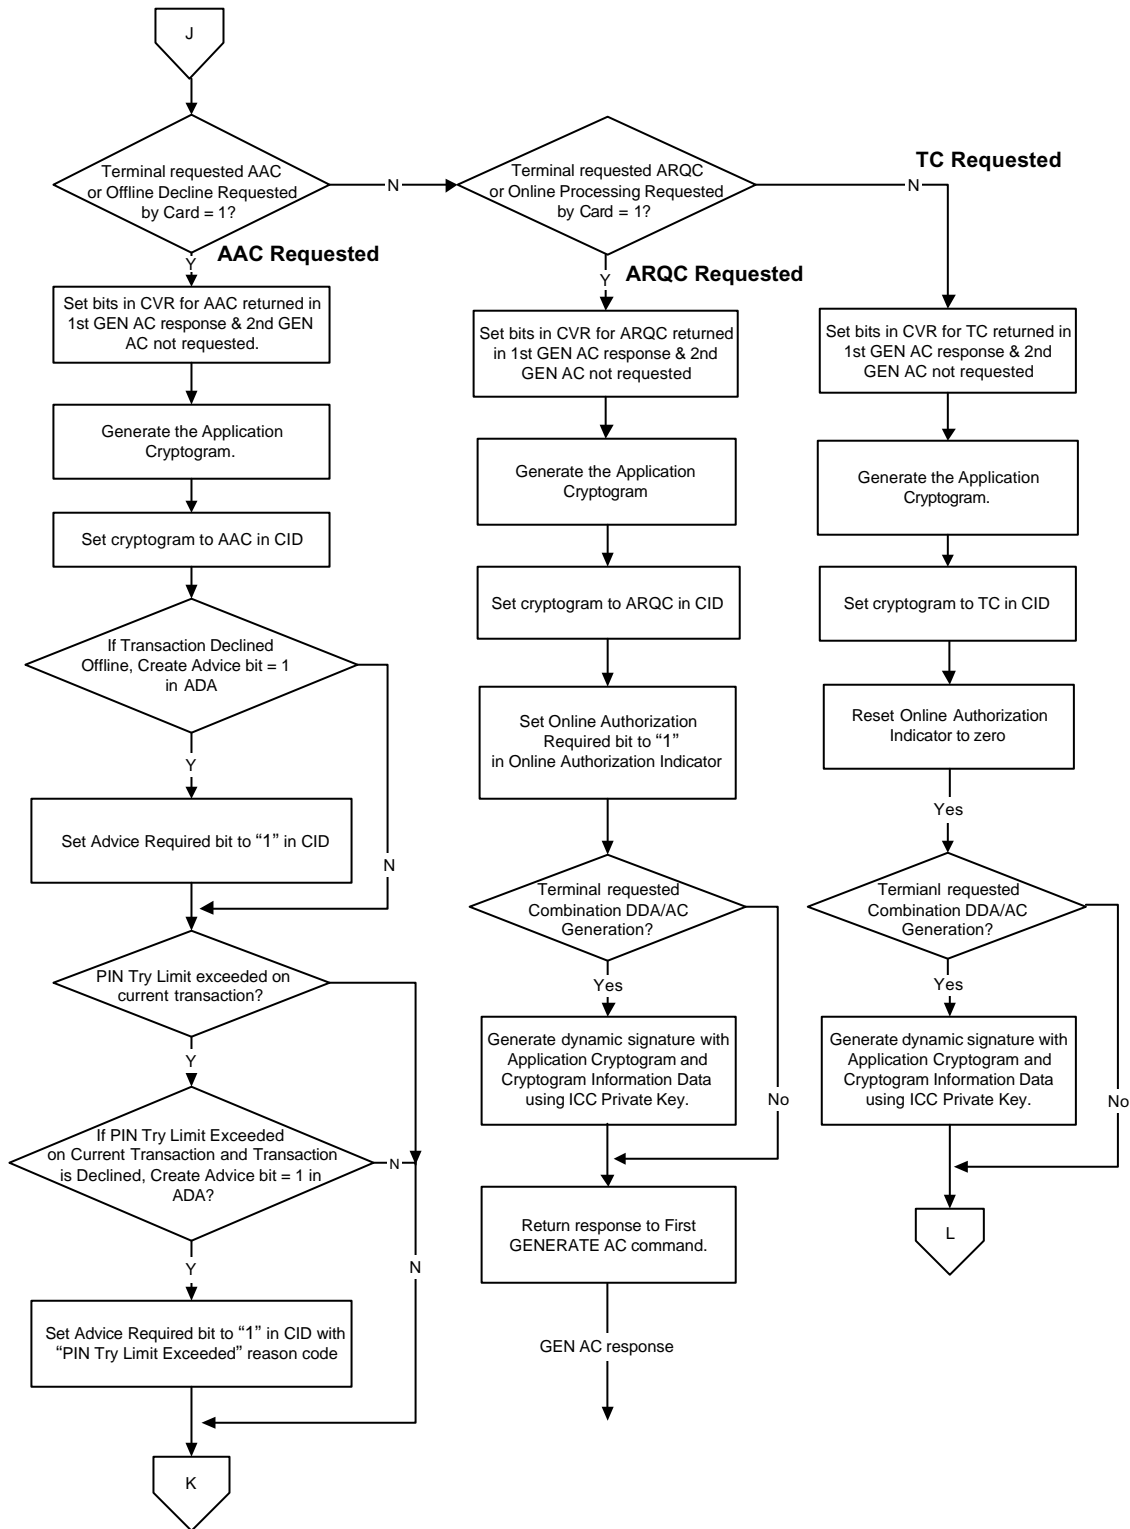 J
Terminal requested AAC
or Offline Decline Requested
by Card = 1?
N
Terminal requested ARQC
or Online Processing Requested
by Card = 1?
N
TC Requested
Y
AAC Requested
Y
ARQC Requested
Set bits in CVR for AAC returned in
1st GEN AC response & 2nd GEN
AC not requested.
Generate the Application
Cryptogram.
Set cryptogram to AAC in CID
If Transaction Declined
Offline, Create Advice bit = 1
in ADA
Y
N
Set Advice Required bit to “1” in CID
PIN Try Limit exceeded on
current transaction?
Y
If PIN Try Limit Exceeded
on Current Transaction and Transaction
is Declined, Create Advice bit = 1 in
ADA?
N
N
Y
Set Advice Required bit to “1” in CID with
“PIN Try Limit Exceeded” reason code
K
Set bits in CVR for ARQC returned
in 1st GEN AC response & 2nd
GEN AC not requested
Generate the Application
Cryptogram
Set cryptogram to ARQC in CID
Set Online Authorization
Required bit to “1”
in Online Authorization Indicator
Terminal requested
Combination DDA/AC
Generation?
Yes
Generate dynamic signature with
Application Cryptogram and
Cryptogram Information Data
using ICC Private Key.
No
Return response to First
GENERATE AC command.
GEN AC response
Set bits in CVR for TC returned in
1st GEN AC response & 2nd
GEN AC not requested
Generate the Application
Cryptogram.
Set cryptogram to TC in CID
Reset Online Authorization
Indicator to zero
Yes
Termianl requested
Combination DDA/AC
Generation?
Yes
Generate dynamic signature with
Application Cryptogram and
Cryptogram Information Data
using ICC Private Key.
No
L